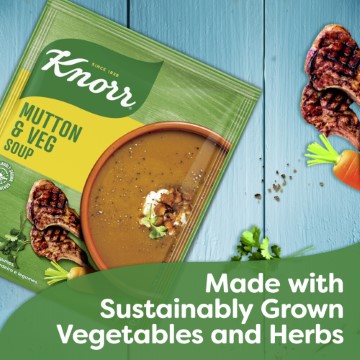 SINCE 1838
Knorr
MUTTON
& VEG
SOUP
Made with
Sustainably Grown
Vegetables and Herbs